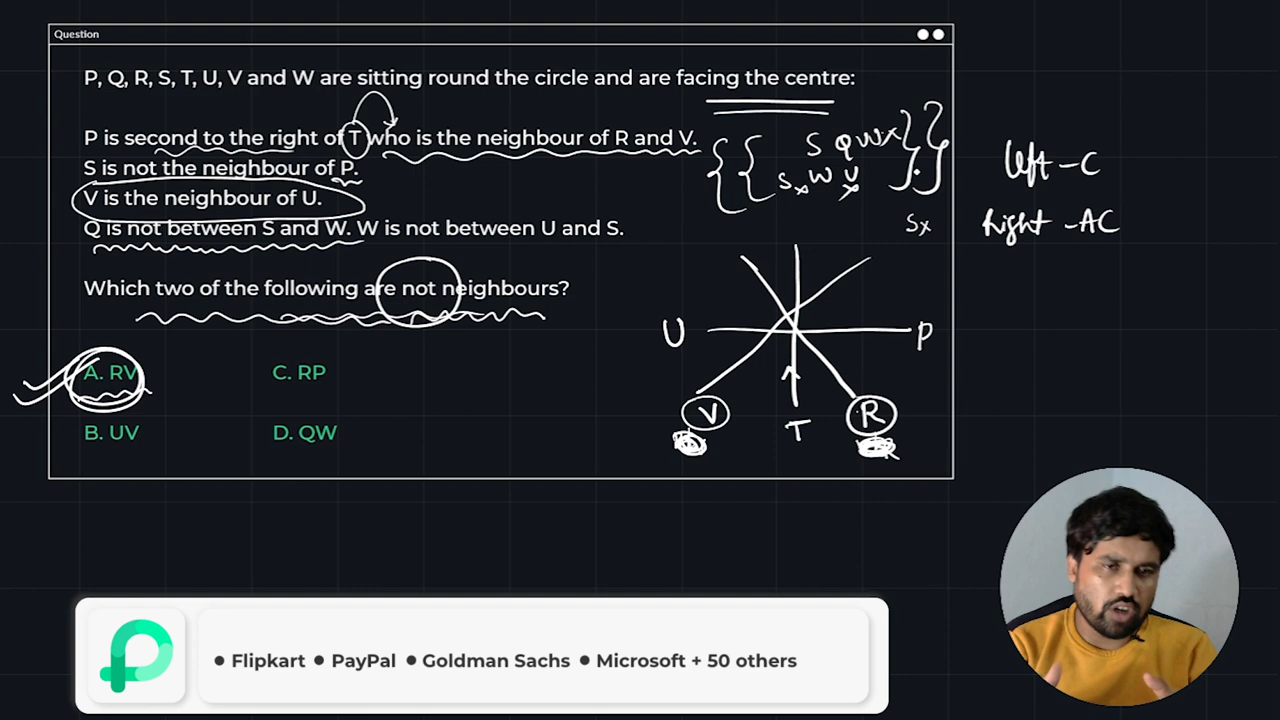 Question
P, Q, R, S, T, U, V and W are sitting round the circle and are facing the centre:
P is second to the right of T who is the neighbour of R and V.
S is not the neighbour of P.
V is the neighbour of U.
Q is not between S and W. W is not between U and S.
Which two of the following are not neighbours?
A. RV
C. RP
B. UV
D. QW
S Q W x
S x W U x
S x
left - C
Right - AC
U
P
V
T
R
• Flipkart • PayPal • Goldman Sachs • Microsoft + 50 others